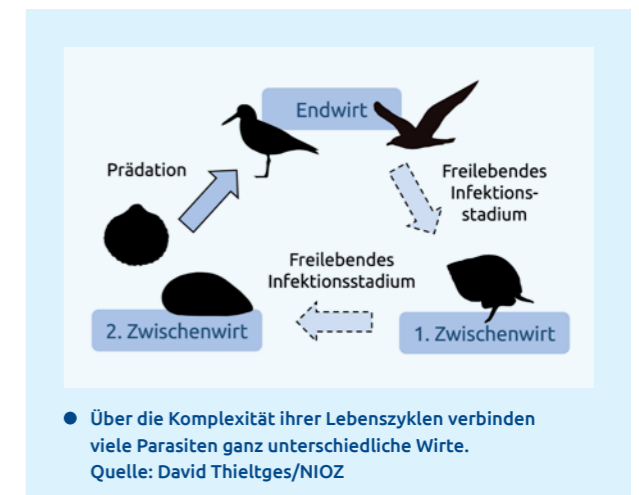 Endwirt
Prädation
Freilebendes
Infektions-
stadium
Freilebendes
Infektionsstadium
2. Zwischenwirt
1. Zwischenwirt
● Über die Komplexität ihrer Lebenszyklen verbinden
viele Parasiten ganz unterschiedliche Wirte.
Quelle: David Thieltges/NIOZ